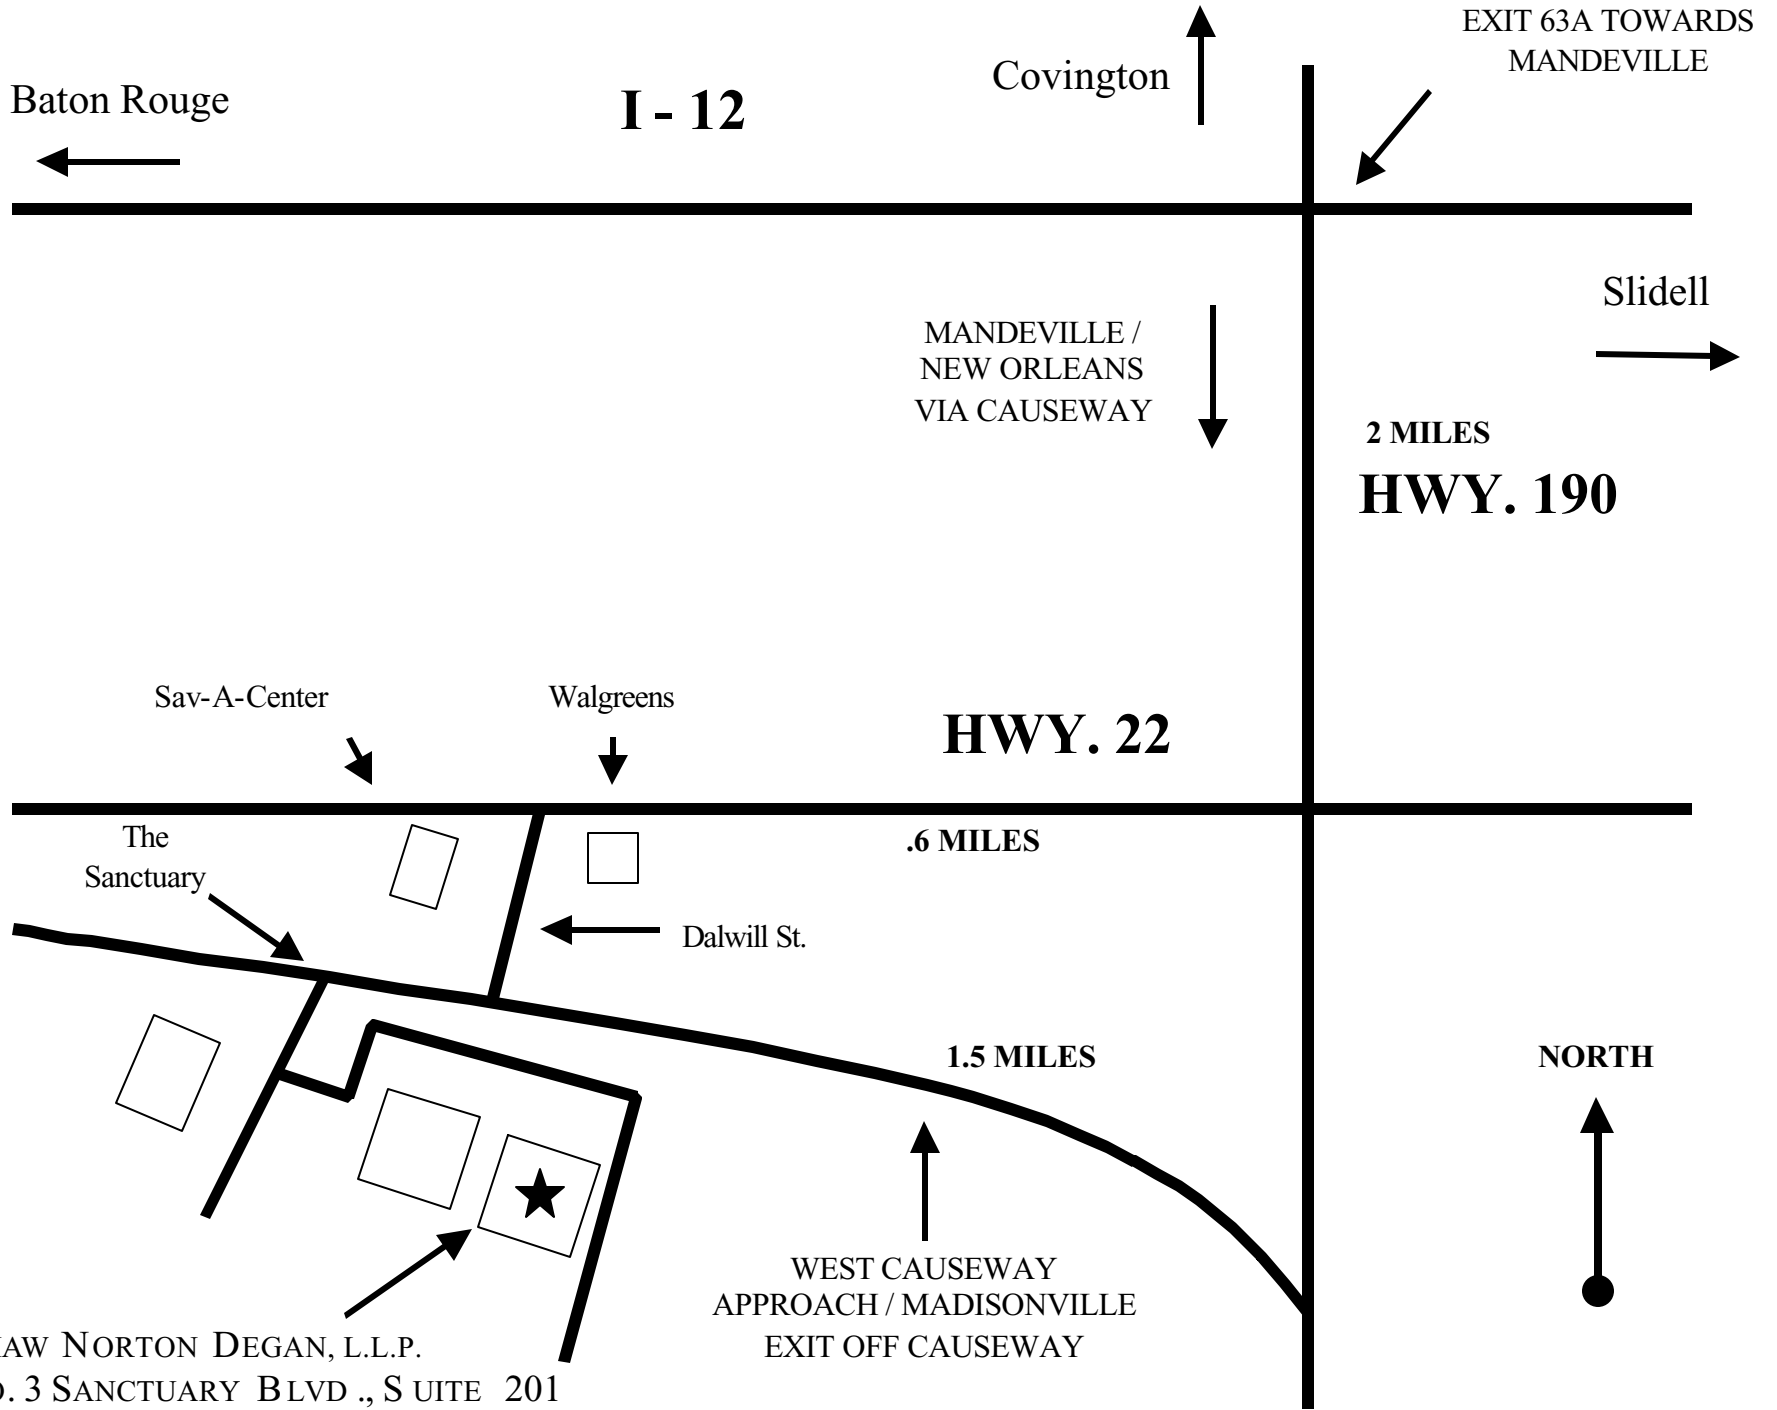 EXIT 63A TOWARDS
MANDEVILLE
Covington
Baton Rouge
I - 12
Slidell
MANDEVILLE /
NEW ORLEANS
VIA CAUSEWAY
2 MILES
HWY. 190
Sav-A-Center
Walgreens
HWY. 22
The
Sanctuary
.6 MILES
Dalwill St.
1.5 MILES
NORTH
WEST CAUSEWAY
APPROACH / MADISONVILLE
EXIT OFF CAUSEWAY
NORTON DEGAN, L.L.P.
3 SANCTUARY BLVD., SUITE 201